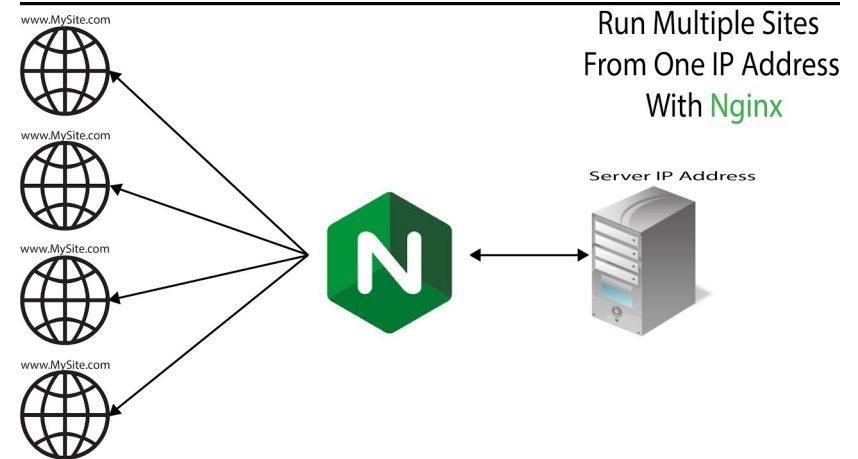 www.MySite.com
www.MySite.com
www.MySite.com
www.MySite.com
Run Multiple Sites
From One IP Address
With Nginx
N
Server IP Address